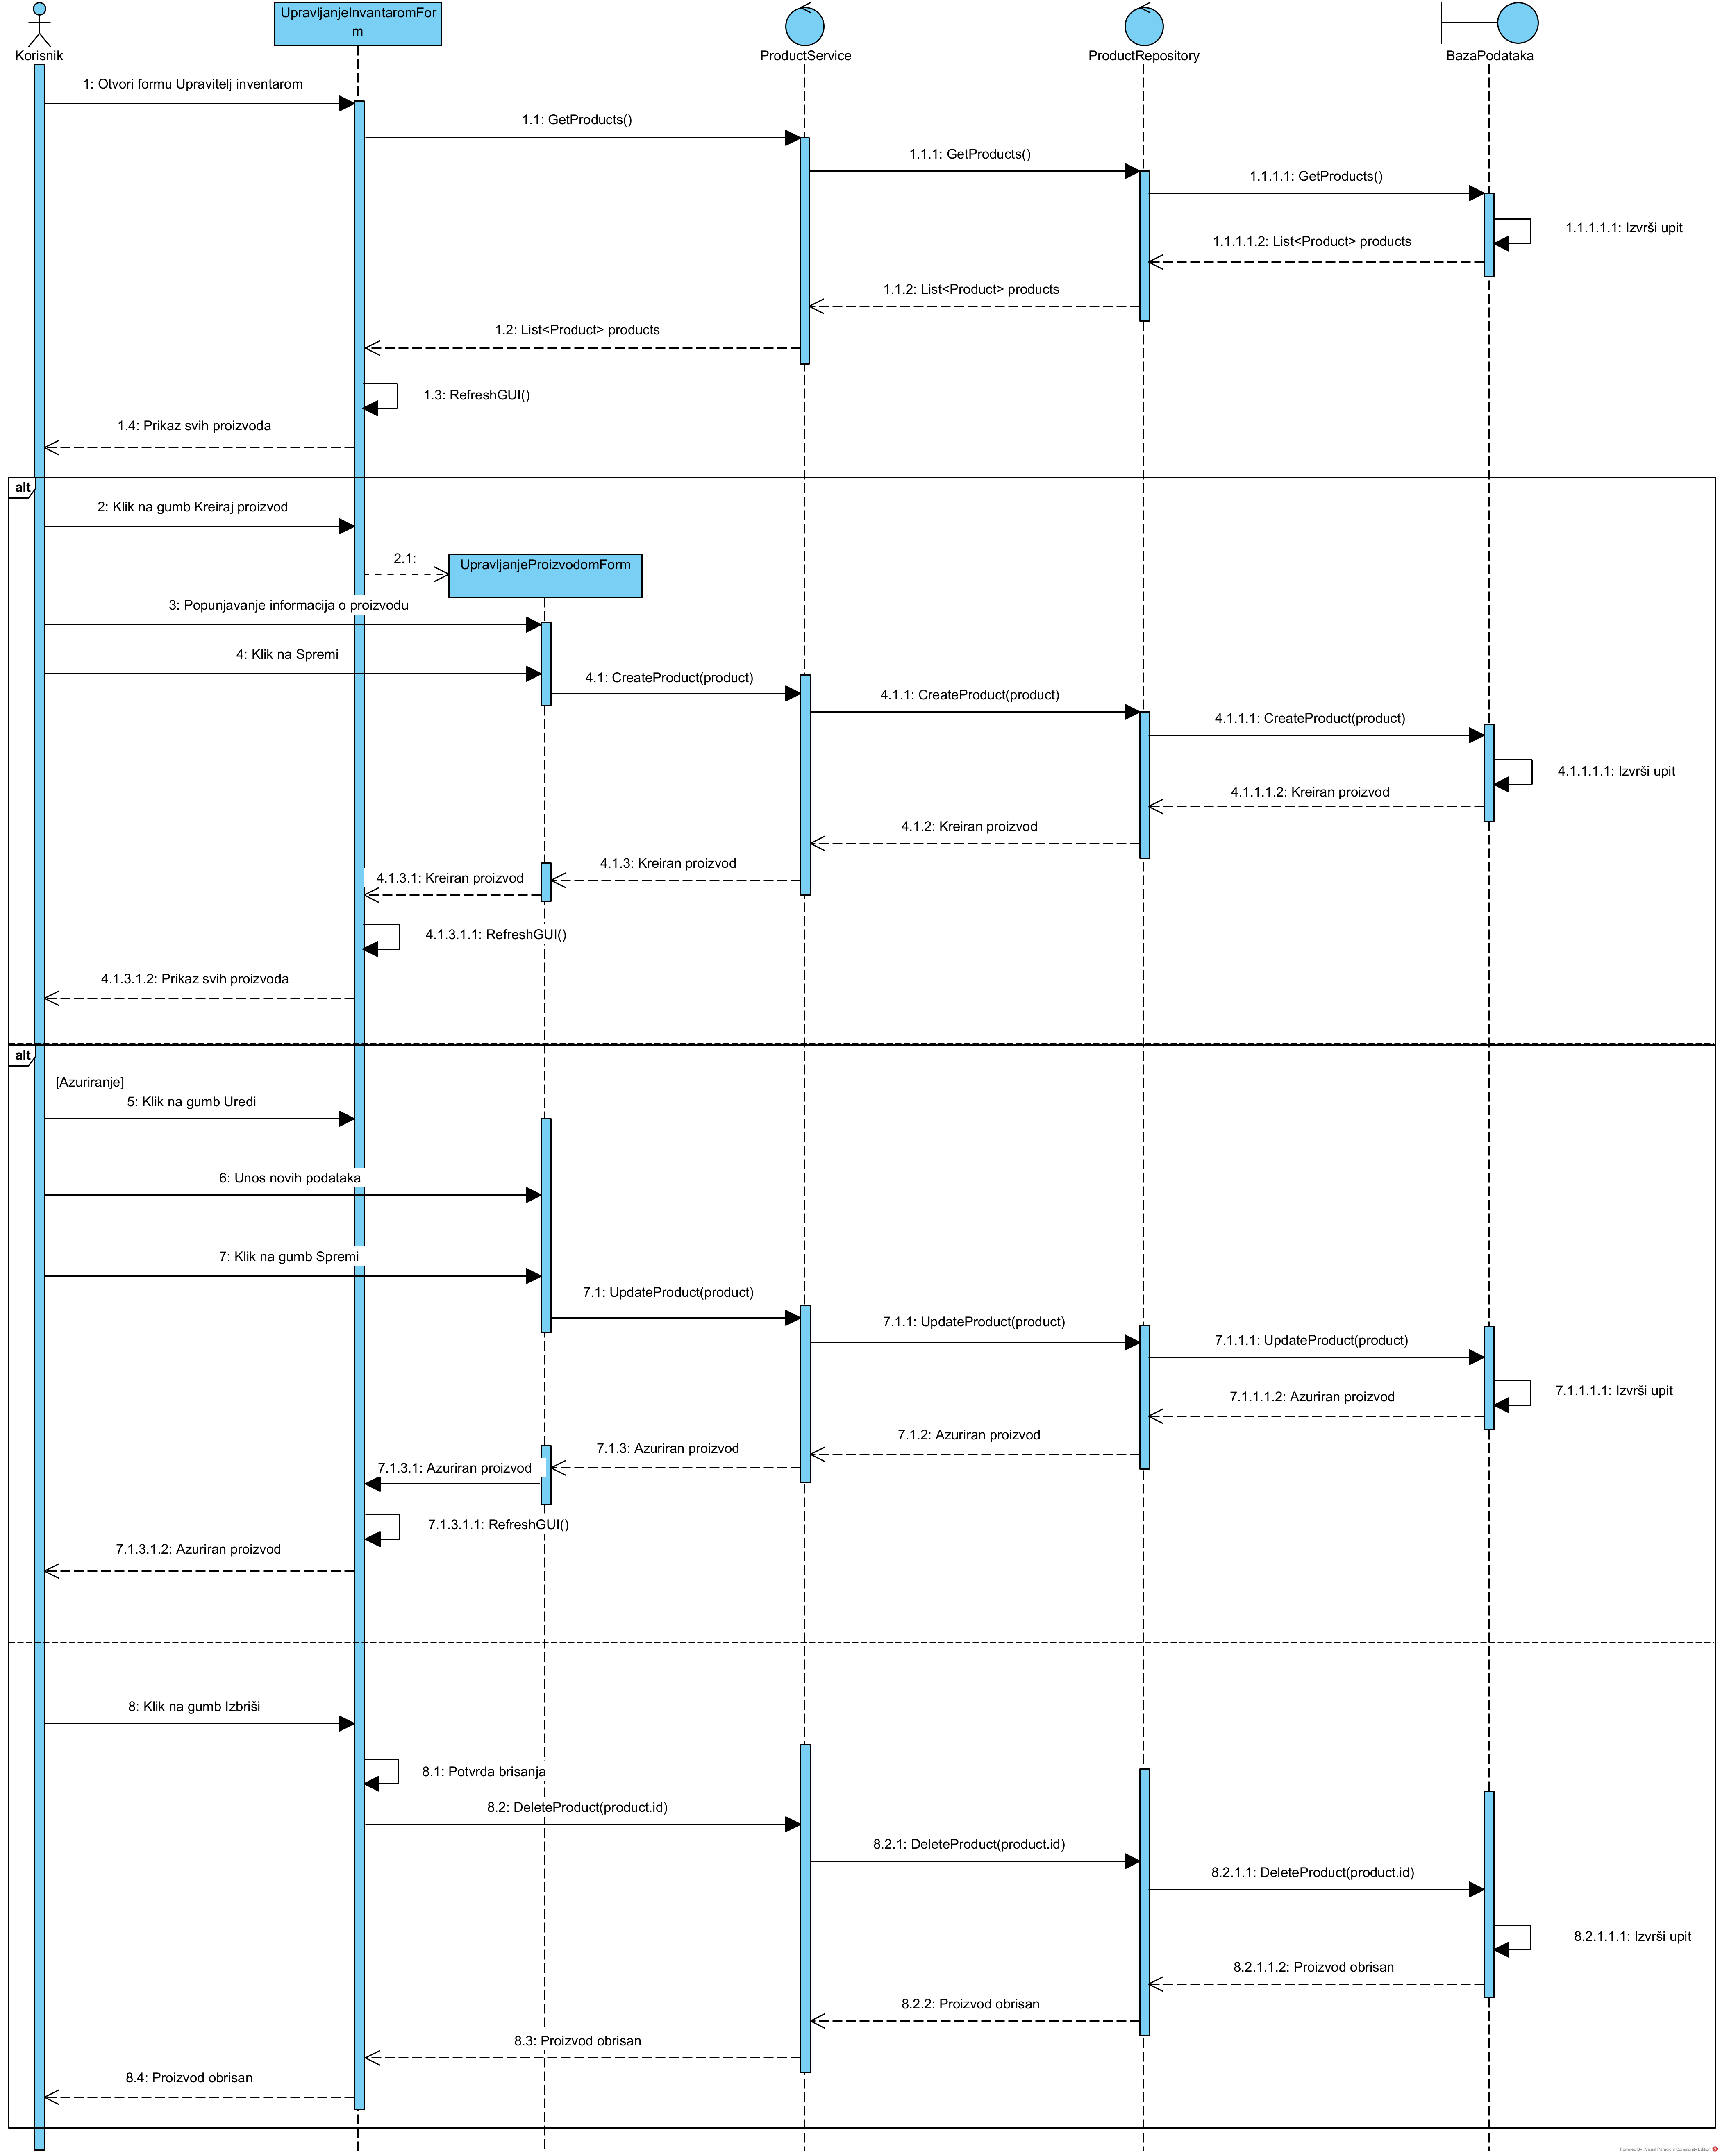 Korisnik
UpravljanjeInvantaromFor
m
ProductService
ProductRepository
BazaPodataka
1: Otvori formu Upravitelj inventarom
1.1: GetProducts()
1.1.1: GetProducts()
1.1.1.1: GetProducts()
1.1.1.1.1: Izvrši upit
1.1.1.1.2: List<Product> products
1.1.2: List<Product> products
1.2: List<Product> products
1.3: RefreshGUI()
1.4: Prikaz svih proizvoda
alt
2: Klik na gumb Kreiraj proizvod
2.1:
UpravljanjeProizvodomForm
3: Popunjavanje informacija o proizvodu
4: Klik na Spremi
4.1: CreateProduct(product)
4.1.1: CreateProduct(product)
4.1.1.1: CreateProduct(product)
4.1.1.1.1: Izvrši upit
4.1.1.1.2: Kreiran proizvod
4.1.2: Kreiran proizvod
4.1.3: Kreiran proizvod
4.1.3.1: Kreiran proizvod
4.1.3.1.1: RefreshGUI()
4.1.3.1.2: Prikaz svih proizvoda
alt
[Azuriranje]
5: Klik na gumb Uredi
6: Unos novih podataka
7: Klik na gumb Spremi
7.1: UpdateProduct(product)
7.1.1: UpdateProduct(product)
7.1.1.1: UpdateProduct(product)
7.1.1.1.1: Izvrši upit
7.1.1.1.2: Azuriran proizvod
7.1.2: Azuriran proizvod
7.1.3: Azuriran proizvod
7.1.3.1: Azuriran proizvod
7.1.3.1.1: RefreshGUI()
7.1.3.1.2: Azuriran proizvod
8: Klik na gumb Izbriši
8.1: Potvrda brisanja
8.2: DeleteProduct(product.id)
8.2.1: DeleteProduct(product.id)
8.2.1.1: DeleteProduct(product.id)
8.2.1.1.1: Izvrši upit
8.2.1.1.2: Proizvod obrisan
8.2.2: Proizvod obrisan
8.3: Proizvod obrisan
8.4: Proizvod obrisan
Powered By: Visual Paradigm Community Edition